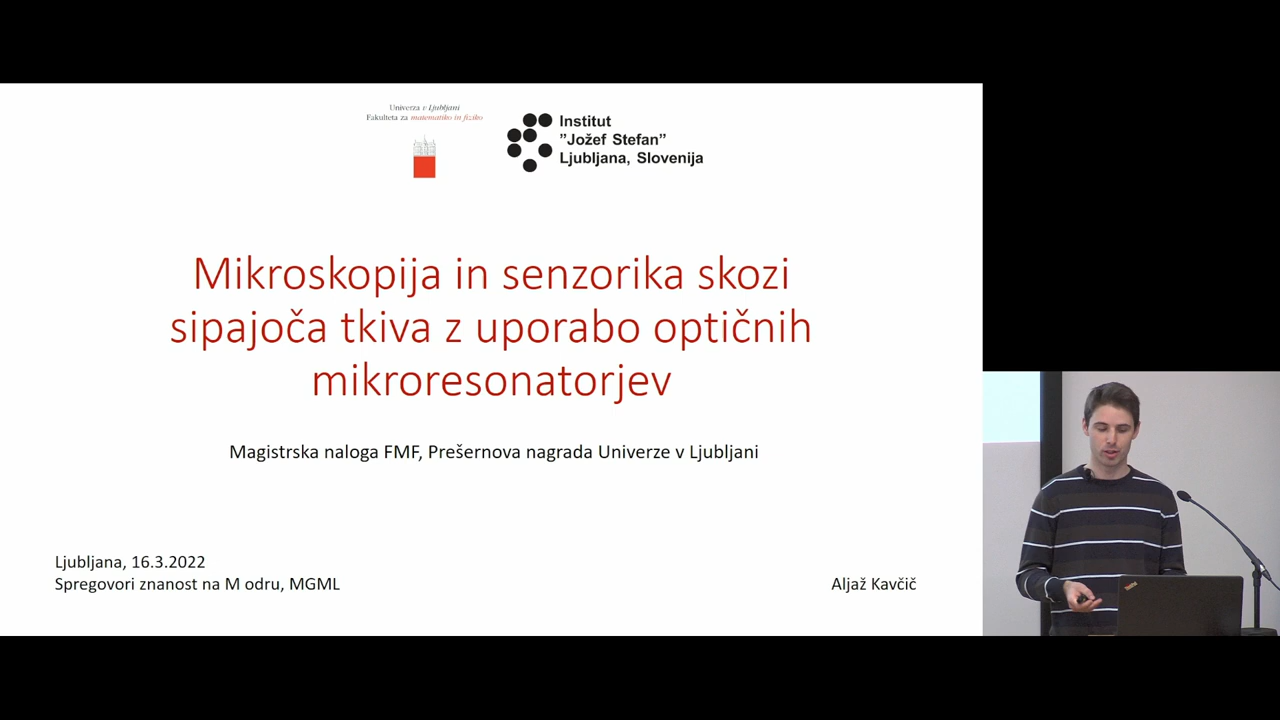 Univerza v Ljubljani
Fakulteta za matematiko in fiziko
Institut
"Jožef Stefan"
Ljubljana, Slovenija
Mikroskopija in senzorika skozi
sipajoča tkiva z uporabo optičnih
mikroresonatorjev
Magistrska naloga FMF, Prešernova nagrada Univerze v Ljubljani
Ljubljana, 16.3.2022
Spregovori znanost na M odru, MGML
Aljaž Kavčič